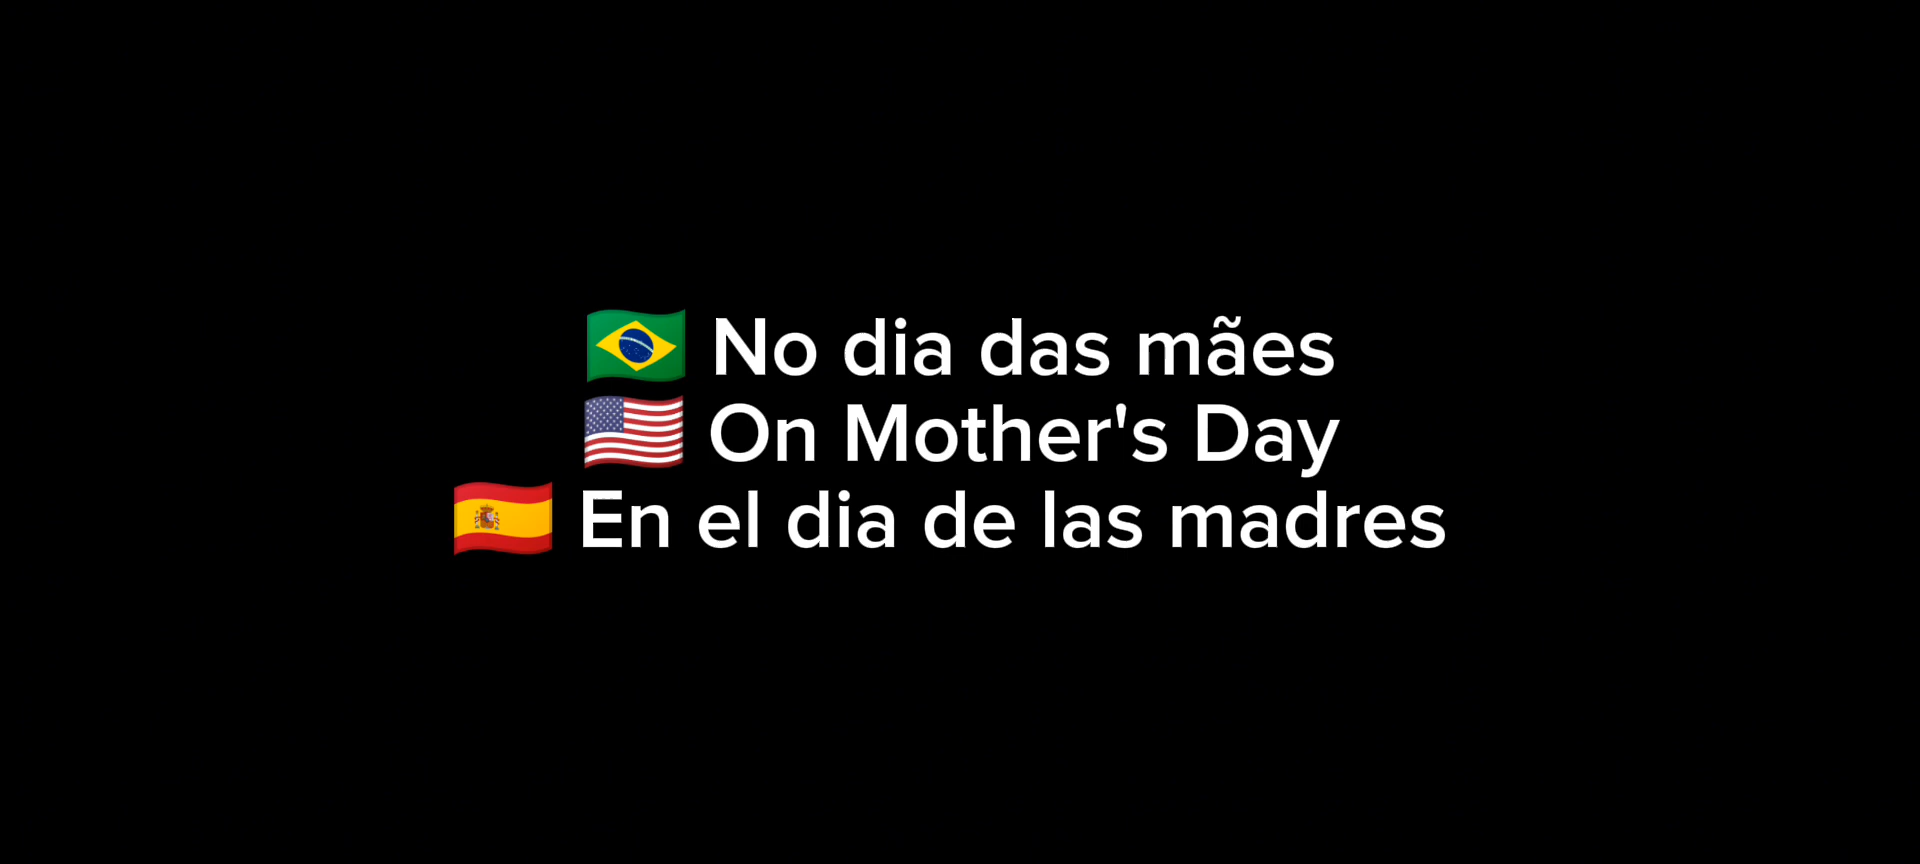 🇧🇷 No dia das mães
🇺🇸 On Mother's Day
🇪🇸 En el dia de las madres